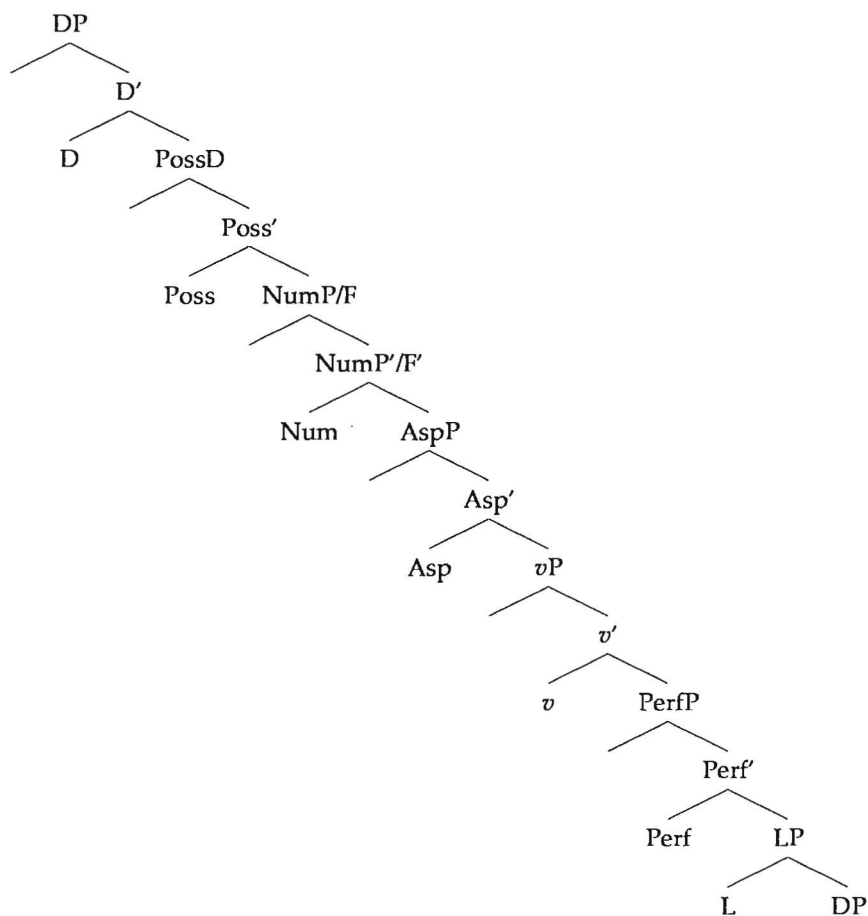 DP
D′
D PossD
Poss′
Poss NumP/F
NumP′/F′
Num AspP
Asp′
Asp vP
v′
v PerfP
Perf′
Perf LP
L DP